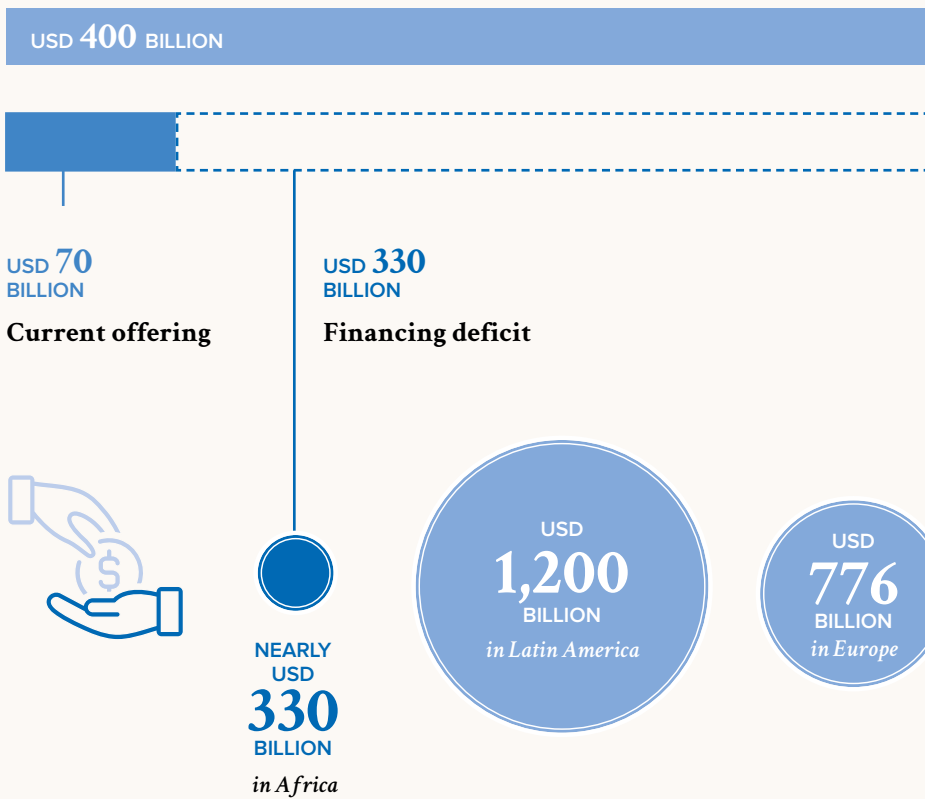 USD 400 BILLION
USD 70
BILLION
Current offering
USD 330
BILLION
Financing deficit
$
NEARLY
USD
330
BILLION
in Africa
USD
1,200
BILLION
in Latin America
USD
776
BILLION
in Europe